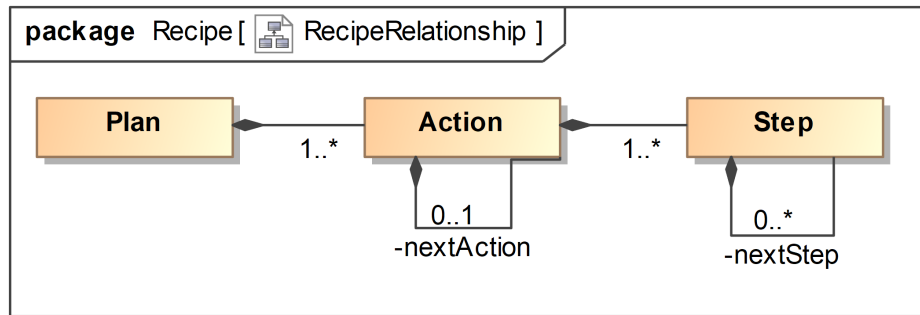 package Recipe [ RecipeRelationship ]
Plan
Action
Step
1..*
1..*
0..1
0..*
-nextAction
-nextStep